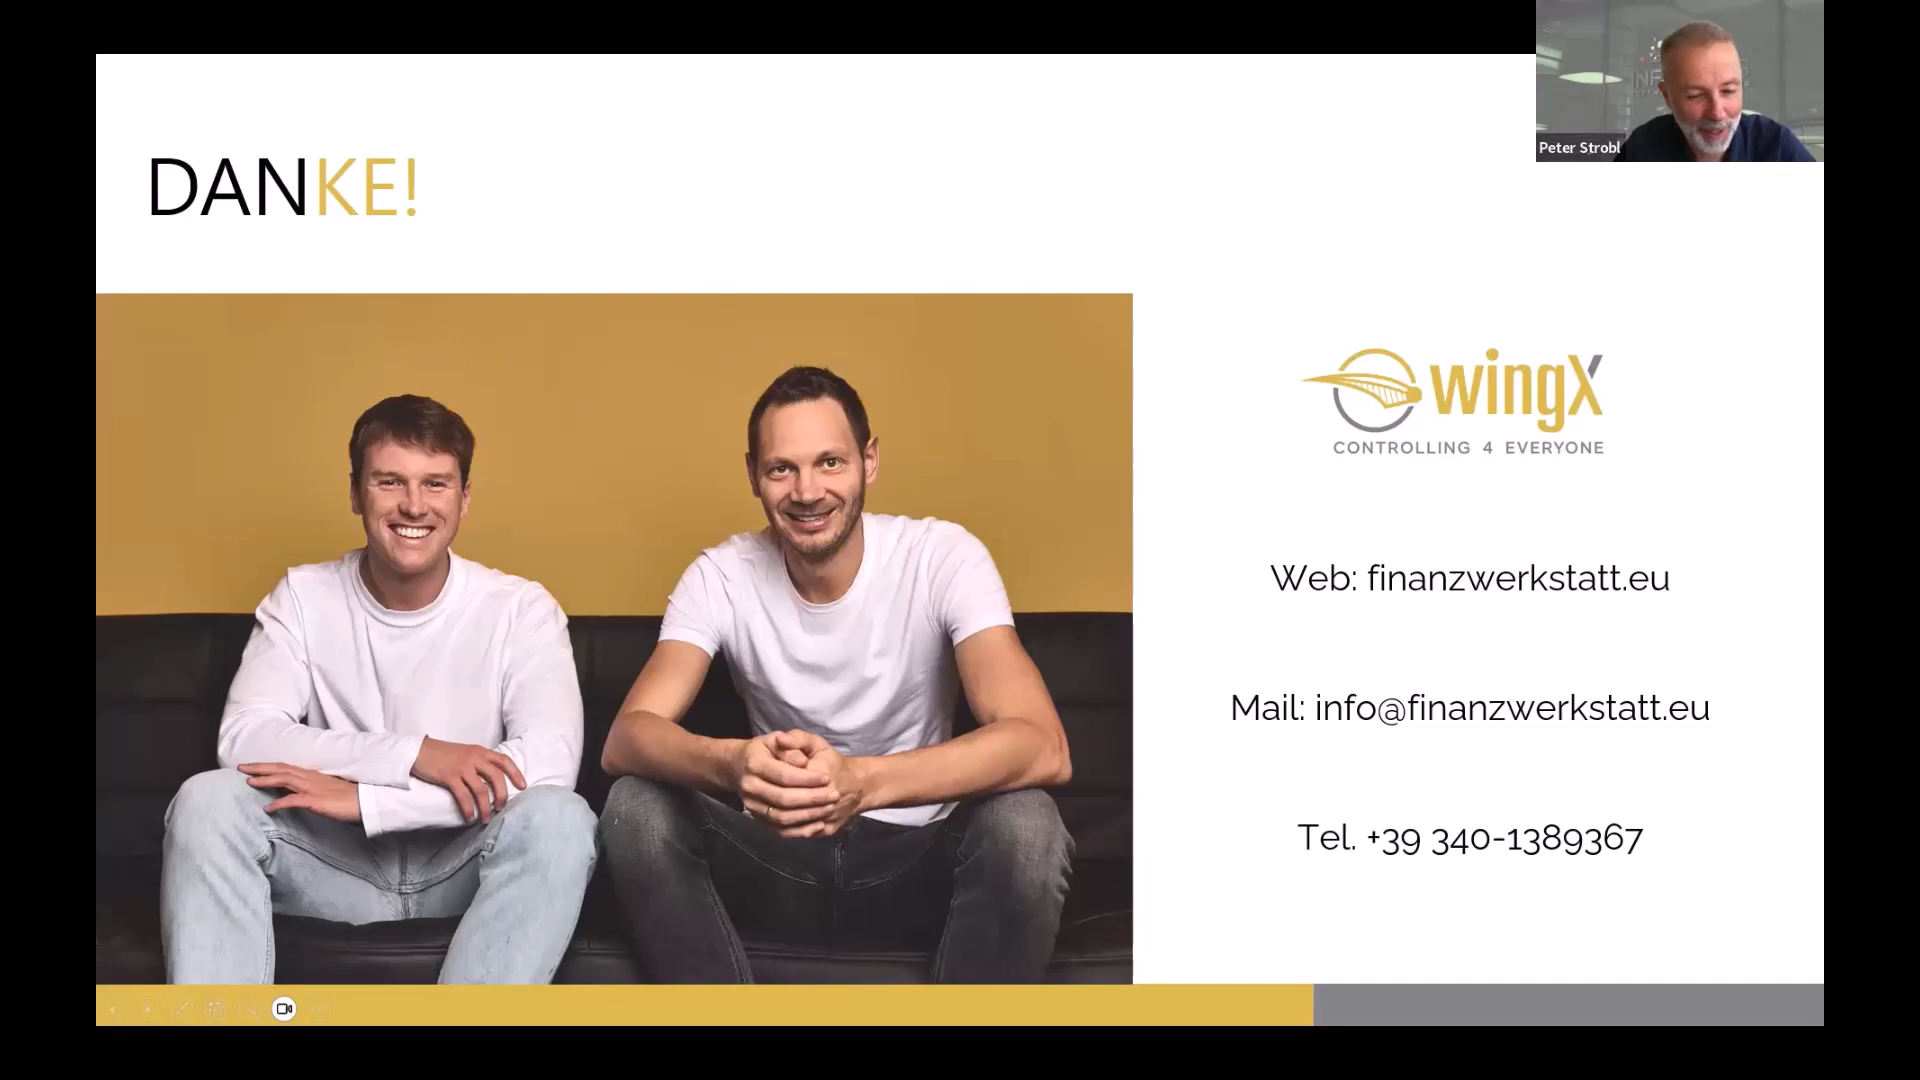 Peter Strobl
DANKE!
wingX
CONTROLLING 4 EVERYONE
Web: finanzwerkstatt.eu
Mail: info@finanzwerkstatt.eu
Tel. +39 340-1389367